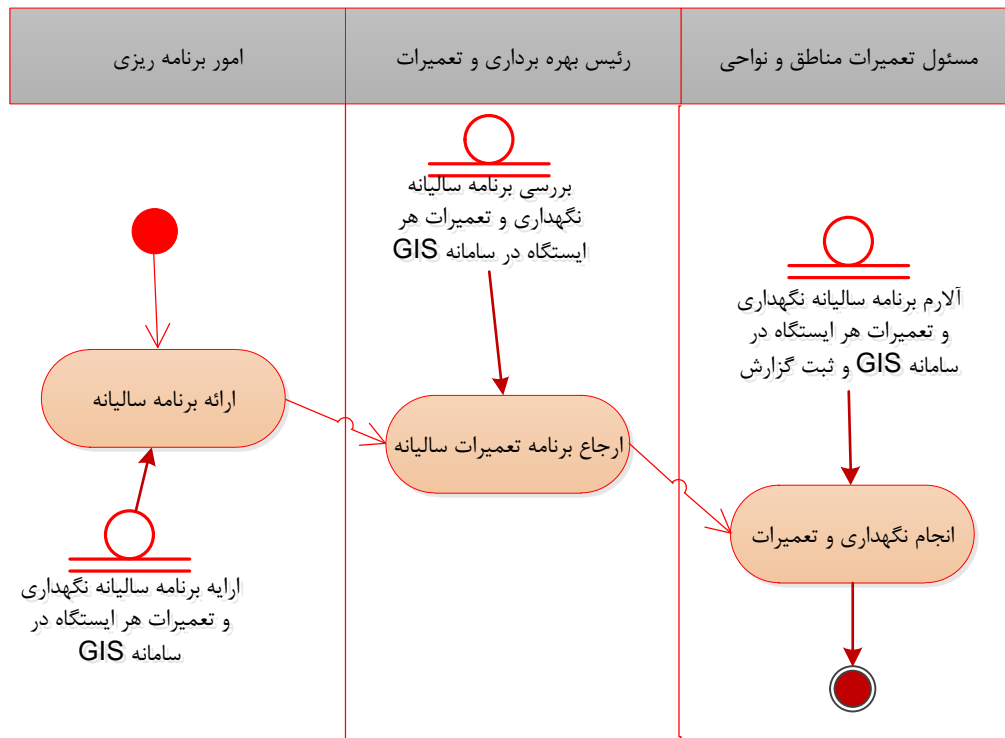 مسئول تعمیرات مناطق و نواحی
رئیس بهره برداری و تعمیرات
امور برنامه ریزی
بررسی برنامه سالیانه
نگهداری و تعمیرات هر
ایستگاه در سامانه GIS
آلارم برنامه سالیانه نگهداری
و تعمیرات هر ایستگاه در
سامانه GIS و ثبت گزارش
ارائه برنامه سالیانه
ارجاع برنامه تعمیرات سالیانه
انجام نگهداری و تعمیرات
ارایه برنامه سالیانه نگهداری
و تعمیرات هر ایستگاه در
سامانه GIS